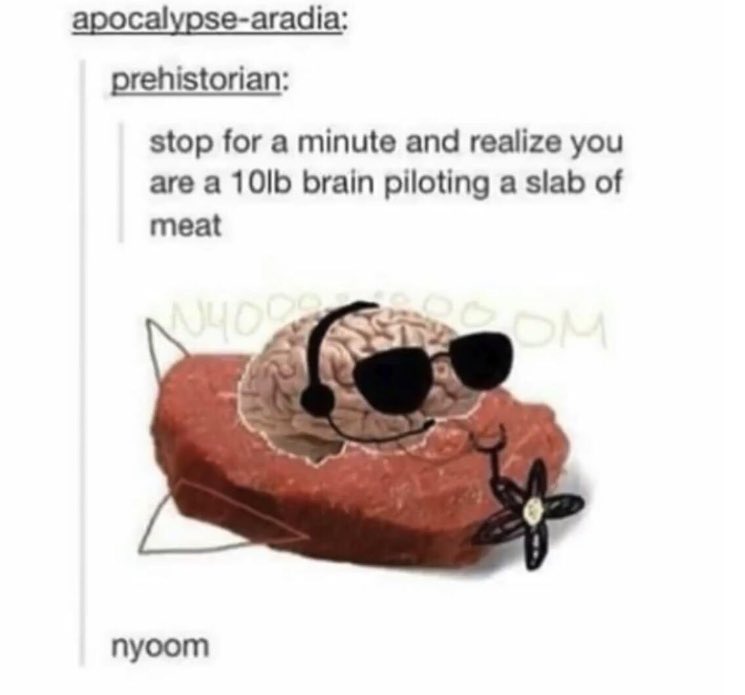 apocalypse-aradia:
prehistorian:
stop for a minute and realize you
are a 10lb brain piloting a slab of
meat
nyoom